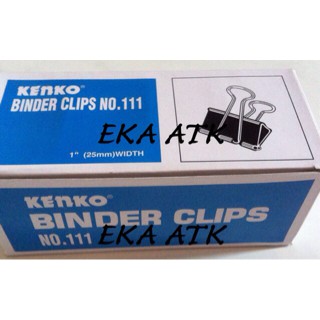 KENKO®
BINDER CLIPS NO.111
EKA ATK
1" (25mm)WIDTH
KENKO®
BINDER CLIPS
NO.111 EKA ATK